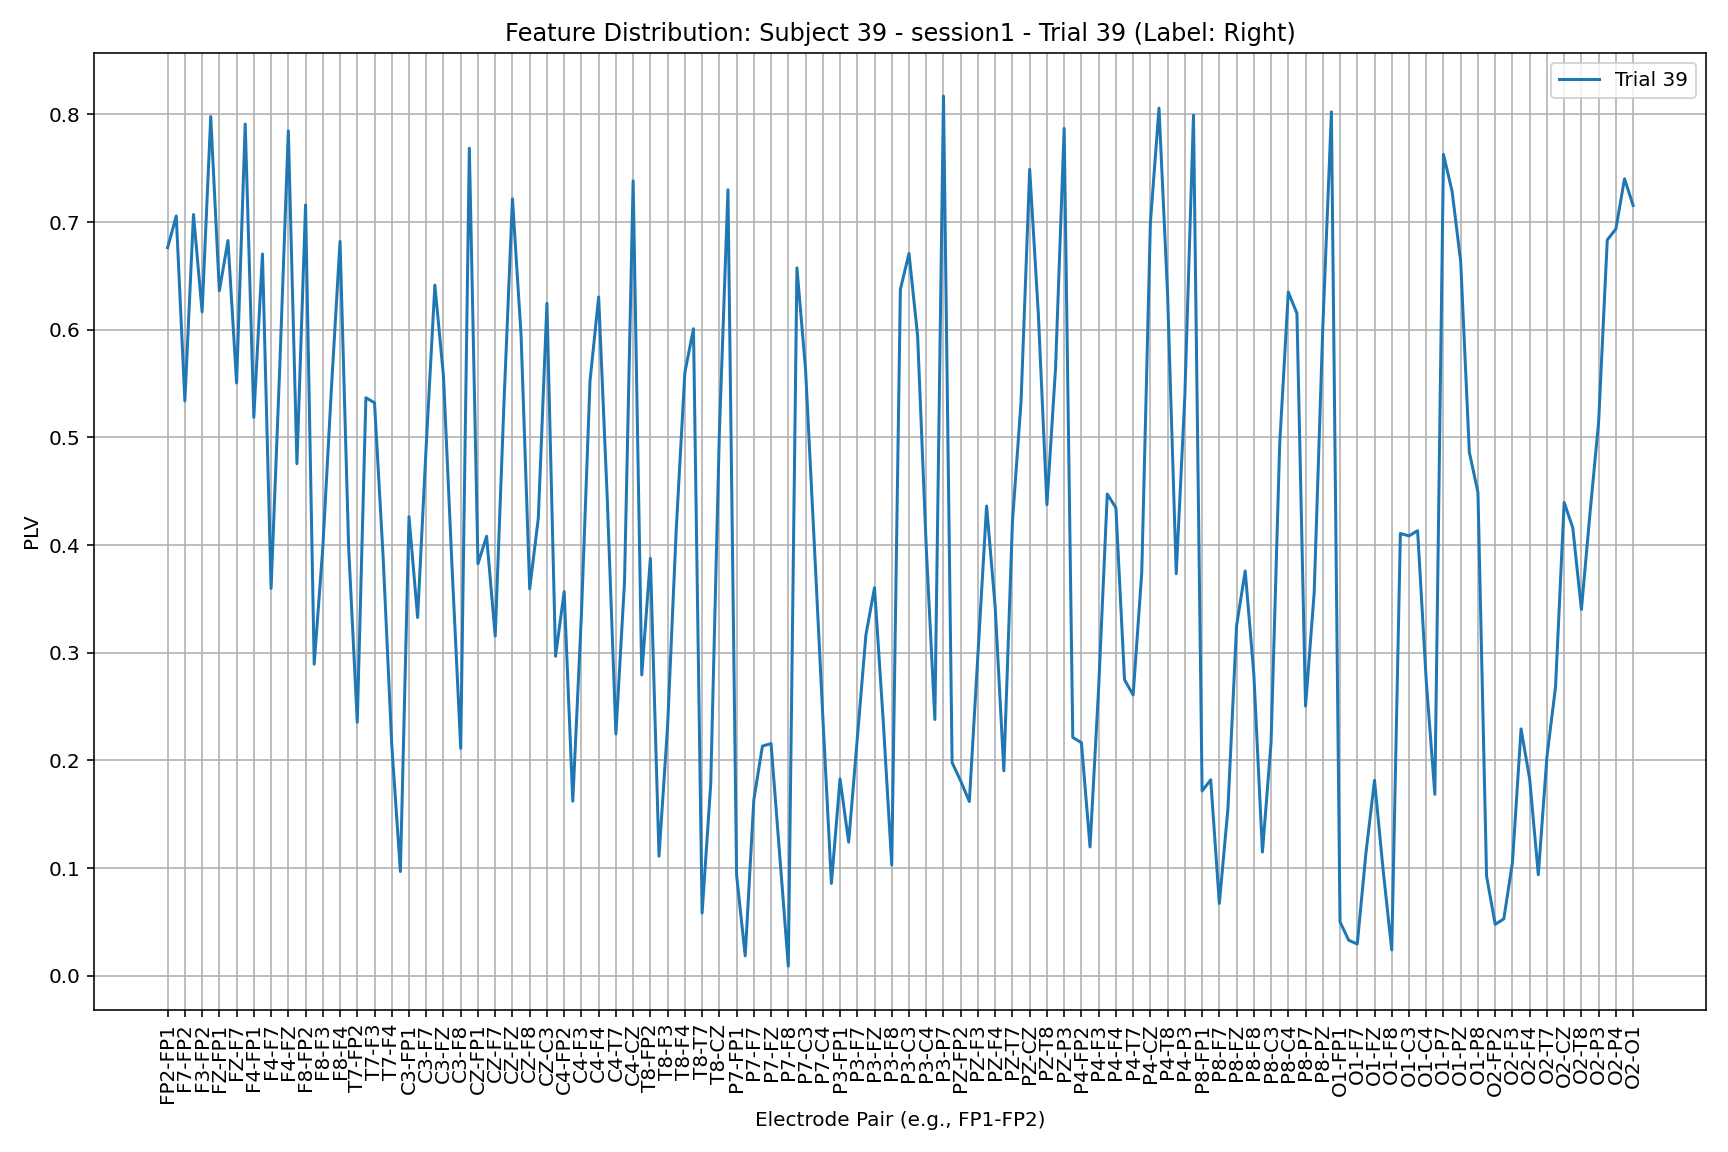 Feature Distribution: Subject 39 - session1 - Trial 39 (Label: Right)
Trial 39
0.8
0.7
0.6
0.5
0.4
0.3
0.2
0.1
0.0
PLV
FP2-FP1
F7-FP2
F3-FP2
FZ-FP1
FZ-F7
F4-FP1
F4-F7
F4-FZ
F8-FP2
F8-F3
F8-F4
T7-FP2
T7-F3
T7-F4
C3-FP1
C3-F7
C3-FZ
C3-F8
CZ-FP1
CZ-F7
CZ-FZ
CZ-F8
CZ-C3
C4-FP2
C4-F3
C4-F4
C4-T7
C4-CZ
T8-FP2
T8-F3
T8-F4
T8-T7
T8-CZ
P7-FP1
P7-F7
P7-FZ
P7-F8
P7-C3
P7-C4
P3-FP1
P3-F7
P3-FZ
P3-F8
P3-C3
P3-C4
P3-P7
PZ-FP2
PZ-F3
PZ-F4
PZ-T7
PZ-CZ
PZ-T8
PZ-P3
P4-FP2
P4-F3
P4-F4
P4-T7
P4-CZ
P4-T8
P4-P3
P8-FP1
P8-F7
P8-FZ
P8-F8
P8-C3
P8-C4
P8-P7
P8-PZ
O1-FP1
O1-F7
O1-FZ
O1-F8
O1-C3
O1-C4
O1-P7
O1-PZ
O1-P8
O2-FP2
O2-F3
O2-F4
O2-T7
O2-CZ
O2-T8
O2-P3
O2-P4
O2-O1
Electrode Pair (e.g., FP1-FP2)